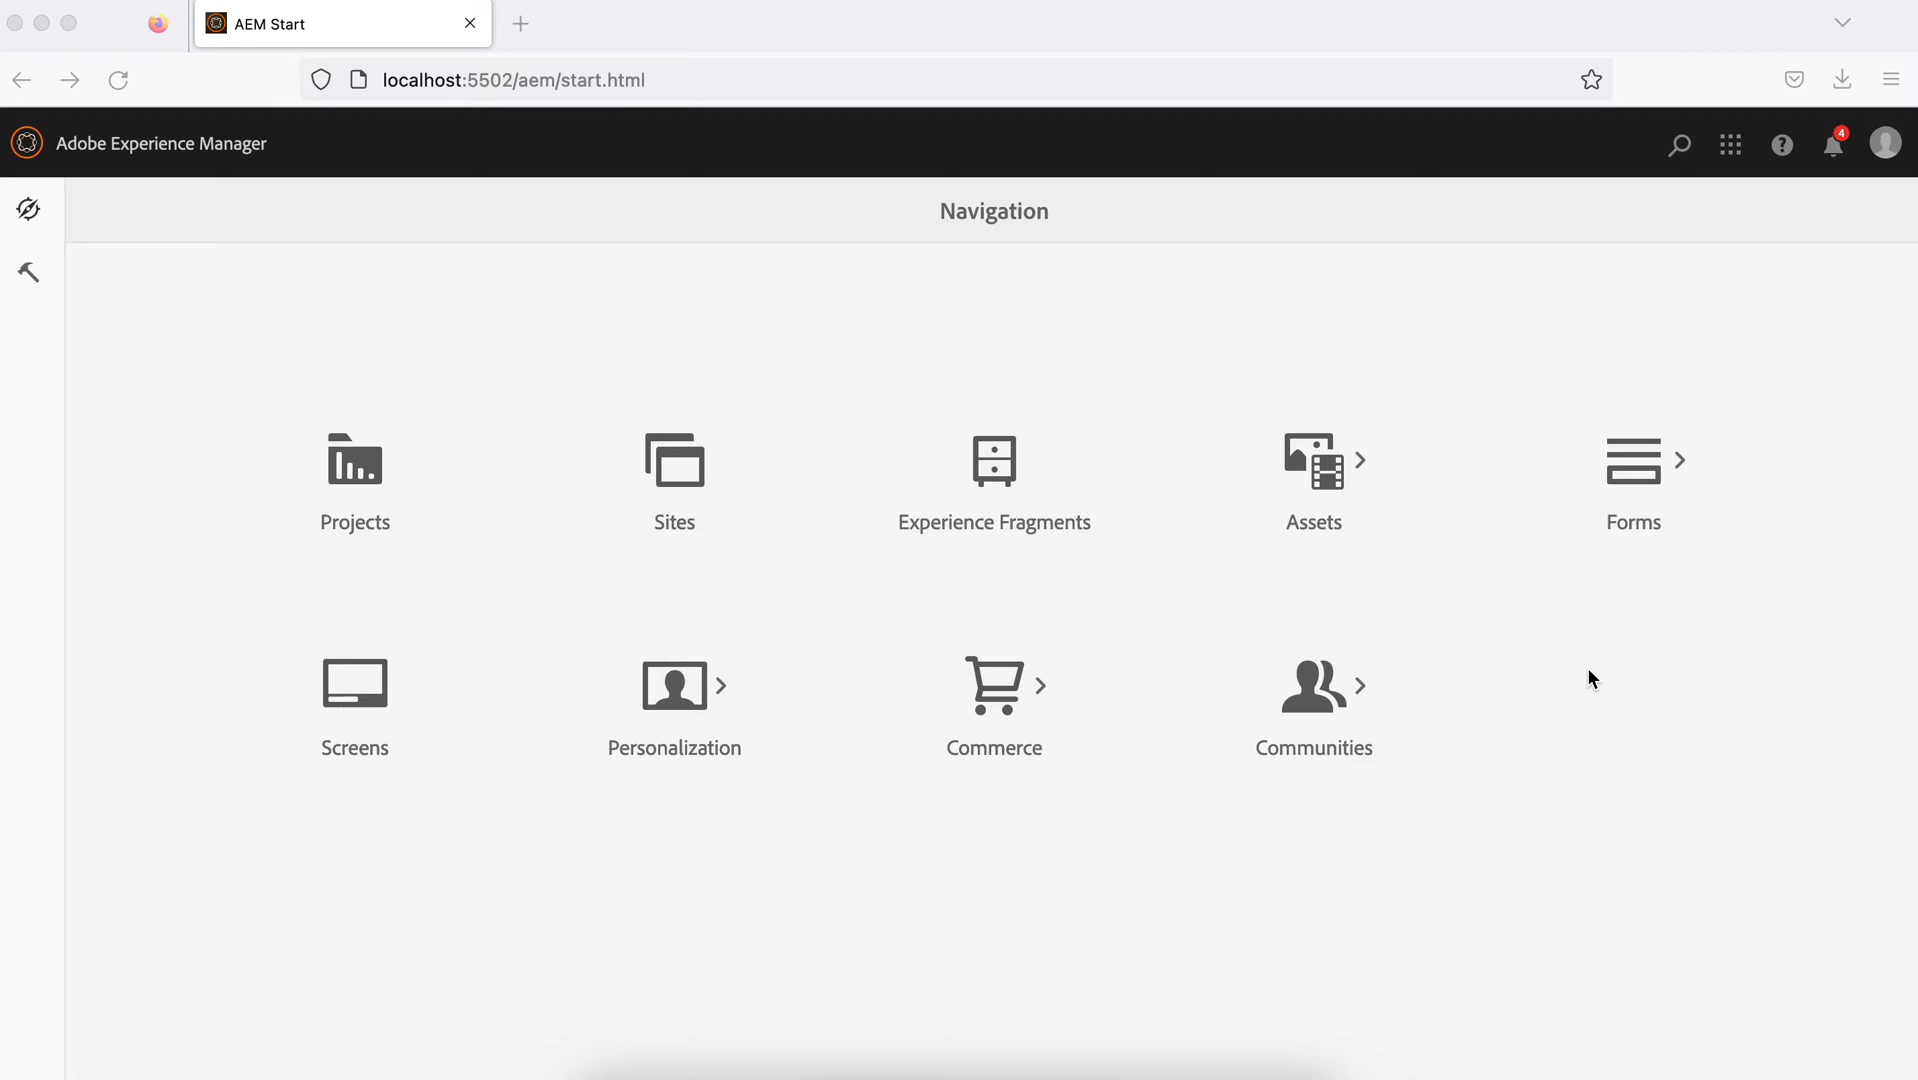 AEM Start
localhost:5502/aem/start.html
Adobe Experience Manager
4
Navigation
Projects
Sites
Experience Fragments
Assets
Forms
Screens
Personalization
Commerce
Communities